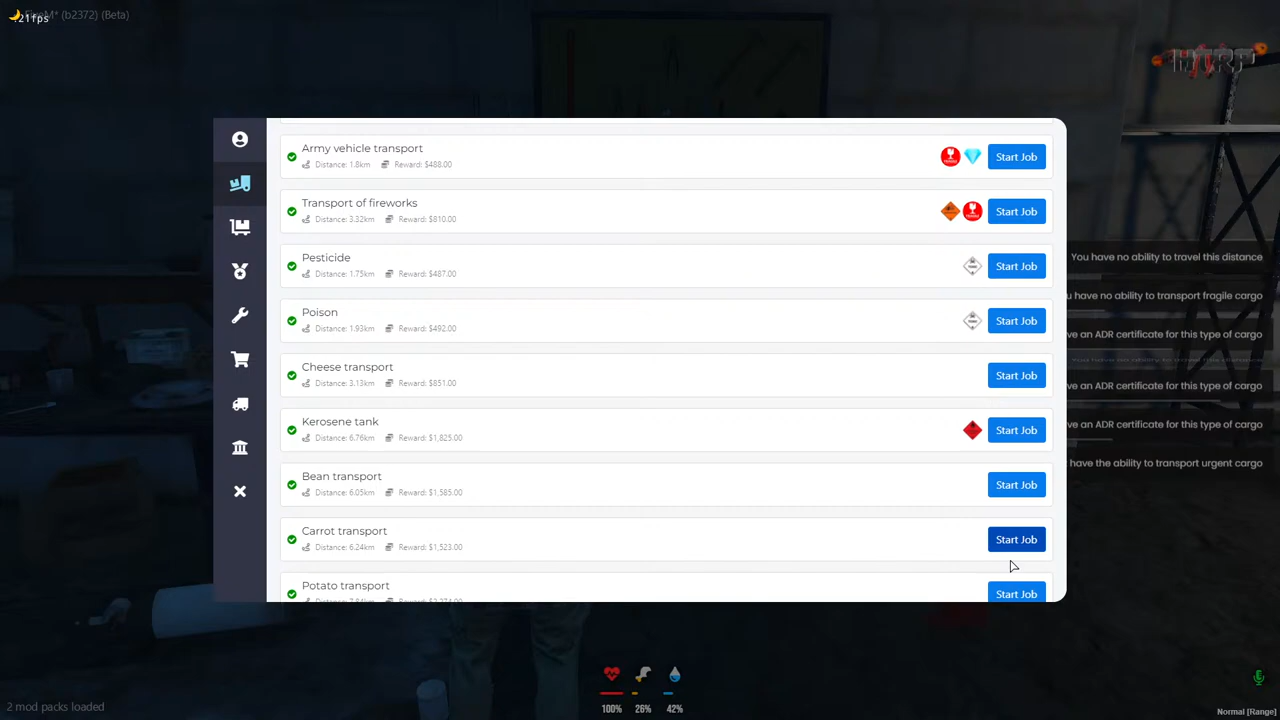 21fps
(b2372) (Beta)
HTRP
Army vehicle transport
Distance: 1.8km Reward: $488.00
Start Job
Transport of fireworks
Distance: 3.32km Reward: $810.00
Start Job
Pesticide
Distance: 1.75km Reward: $487.00
Start Job
Poison
Distance: 1.93km Reward: $492.00
Start Job
Cheese transport
Distance: 3.13km Reward: $851.00
Start Job
Kerosene tank
Distance: 6.76km Reward: $1,825.00
Start Job
Bean transport
Distance: 6.05km Reward: $1,585.00
Start Job
Carrot transport
Distance: 6.24km Reward: $1,523.00
Start Job
Potato transport
Start Job
You have no ability to travel this distance
u have no ability to transport fragile cargo
ve an ADR certificate for this type of cargo
ve an ADR certificate for this type of cargo
ve an ADR certificate for this type of cargo
have the ability to transport urgent cargo
100% 26% 42%
2 mod packs loaded
Normal [Range]